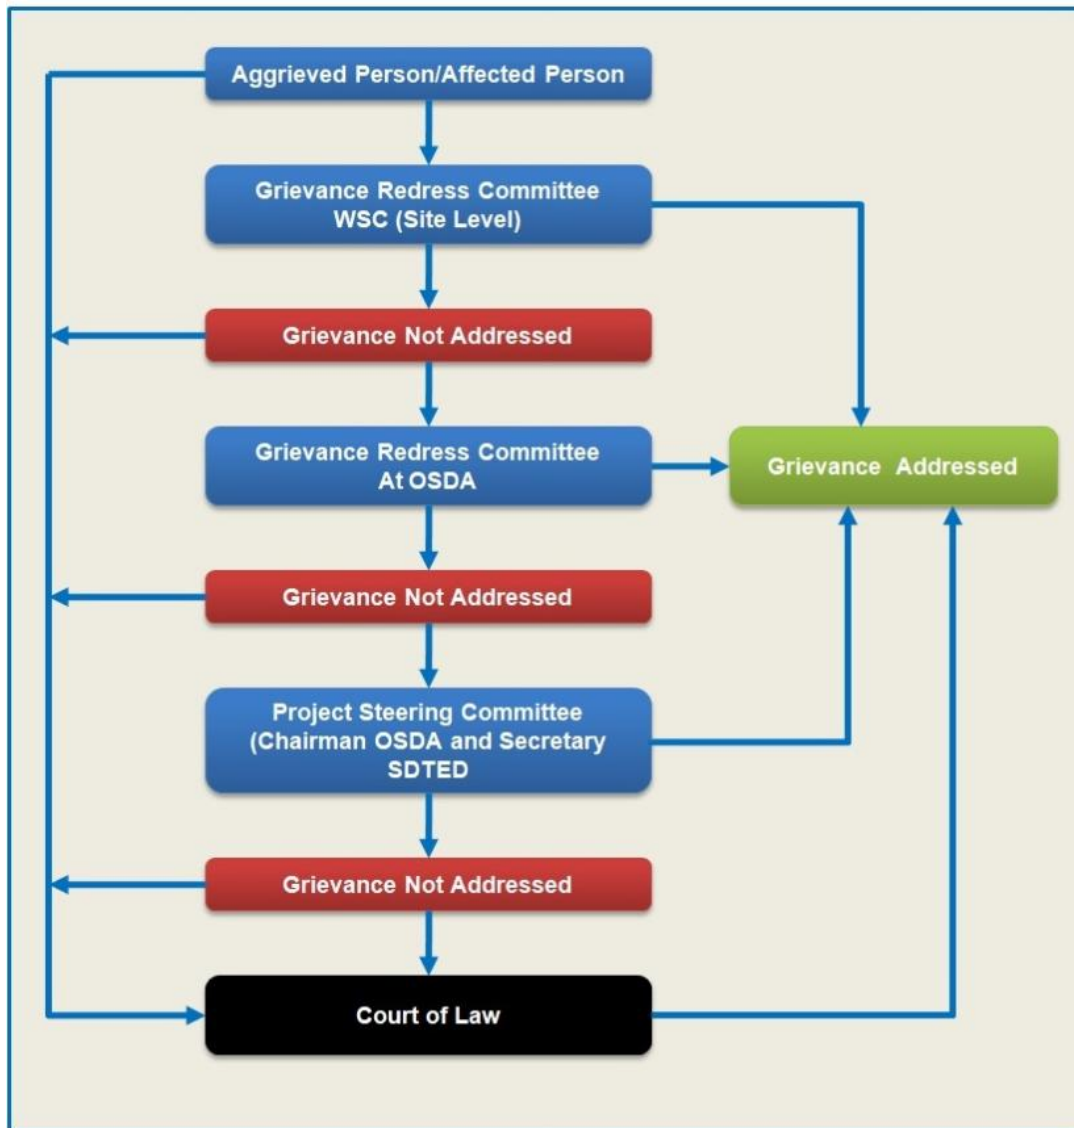 Aggrieved Person/Affected Person
Grievance Redress Committee
WSC (Site Level)
Grievance Not Addressed
Grievance Redress Committee
At OSDA
Grievance Addressed
Grievance Not Addressed
Project Steering Committee
(Chairman OSDA and Secretary
SDTED
Grievance Not Addressed
Court of Law